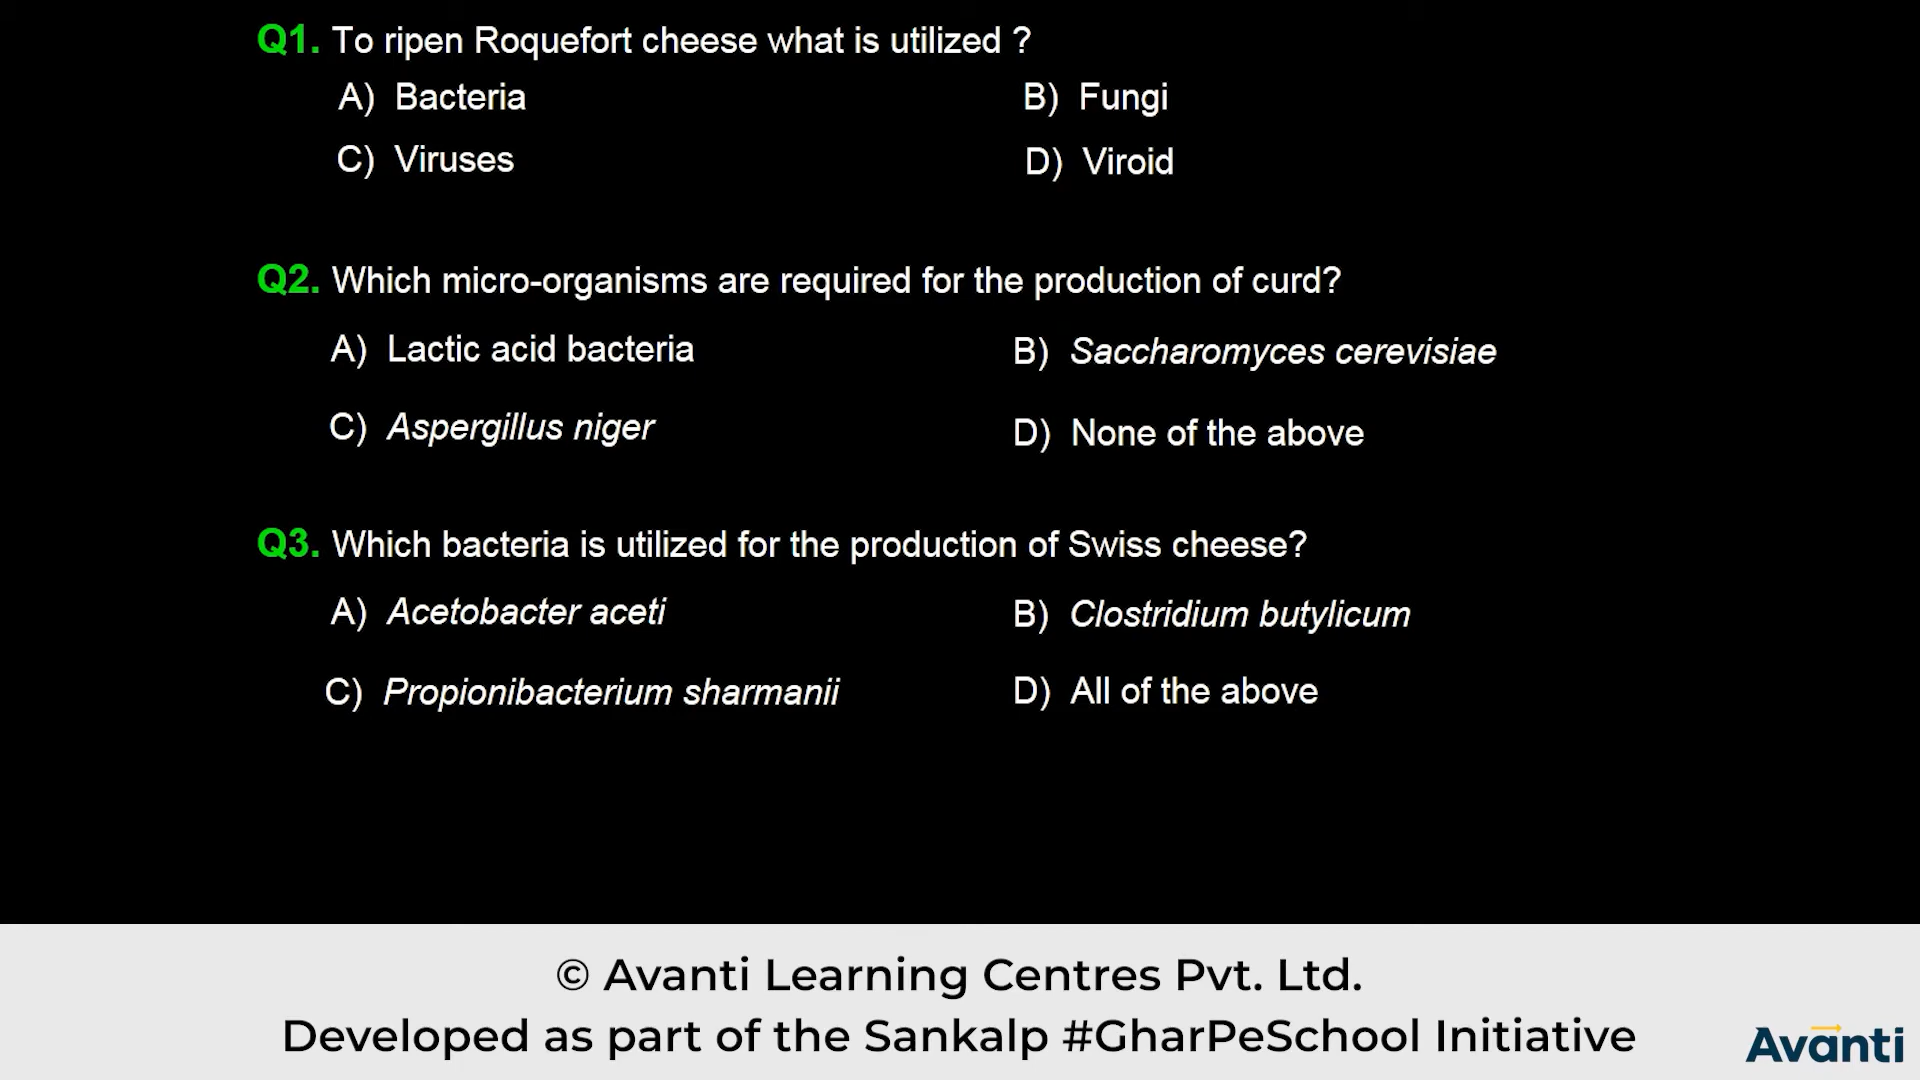 Q1. To ripen Roquefort cheese what is utilized ?
A) Bacteria B) Fungi
C) Viruses D) Viroid
Q2. Which micro-organisms are required for the production of curd?
A) Lactic acid bacteria B) Saccharomyces cerevisiae
C) Aspergillus niger D) None of the above
Q3. Which bacteria is utilized for the production of Swiss cheese?
A) Acetobacter aceti B) Clostridium butylicum
C) Propionibacterium sharmanii D) All of the above
© Avanti Learning Centres Pvt. Ltd.
Developed as part of the Sankalp #GharPeSchool Initiative
Avanti